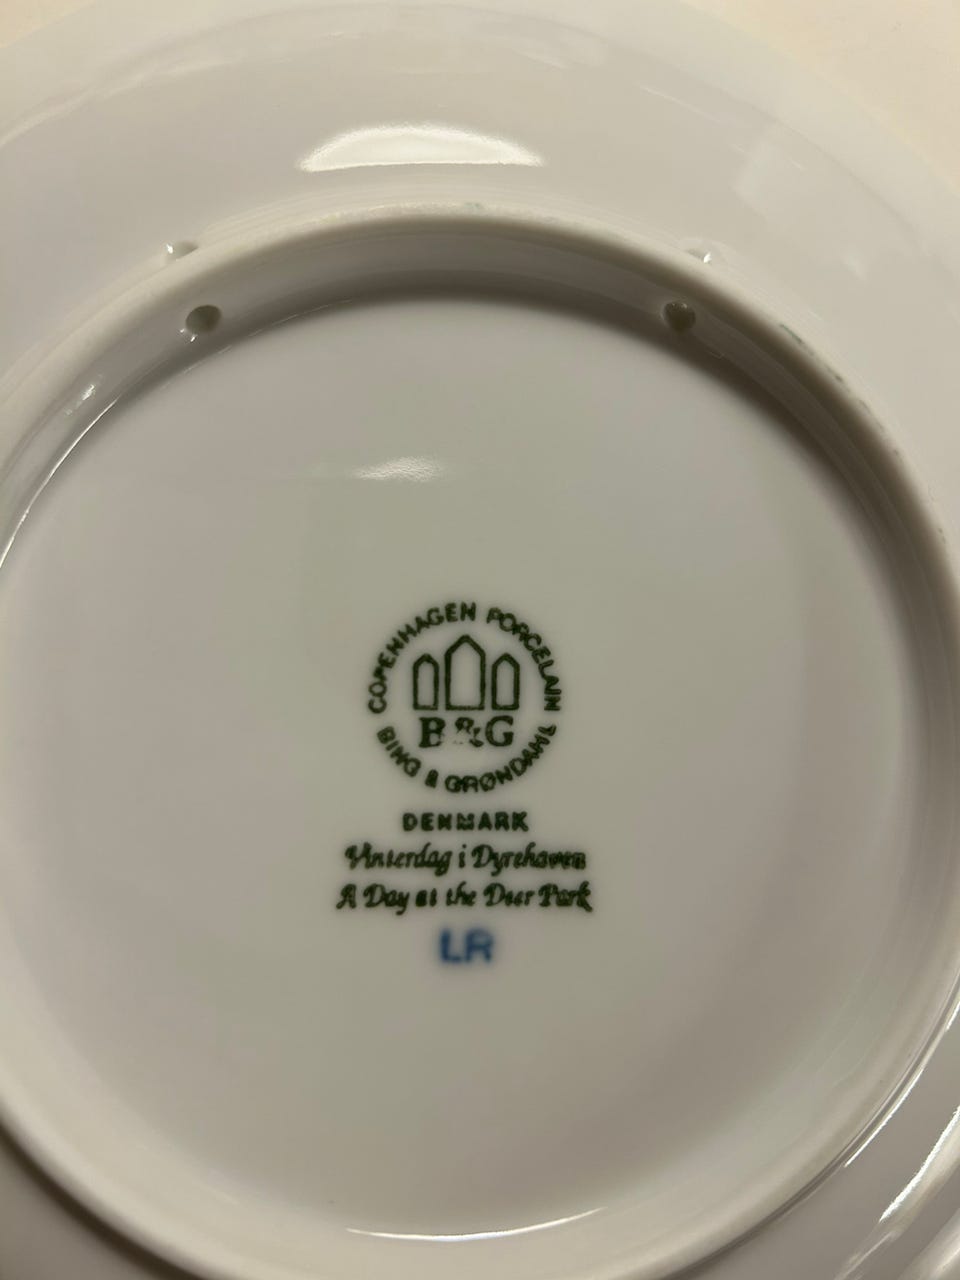 COPENHAGEN PORCELAIN
B&G
BING & GRØNDAHL
DENMARK
Vinterdag i Dyrehaven
A Day at the Deer Park
LR